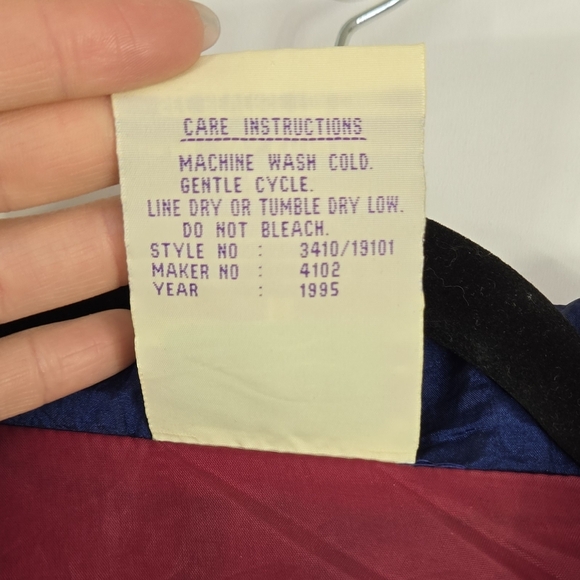 CARE INSTRUCTIONS
MACHINE WASH COLD.
GENTLE CYCLE.
LINE DRY OR TUMBLE DRY LOW.
DO NOT BLEACH.
STYLE NO : 3410/19101
MAKER NO : 4102
YEAR : 1995